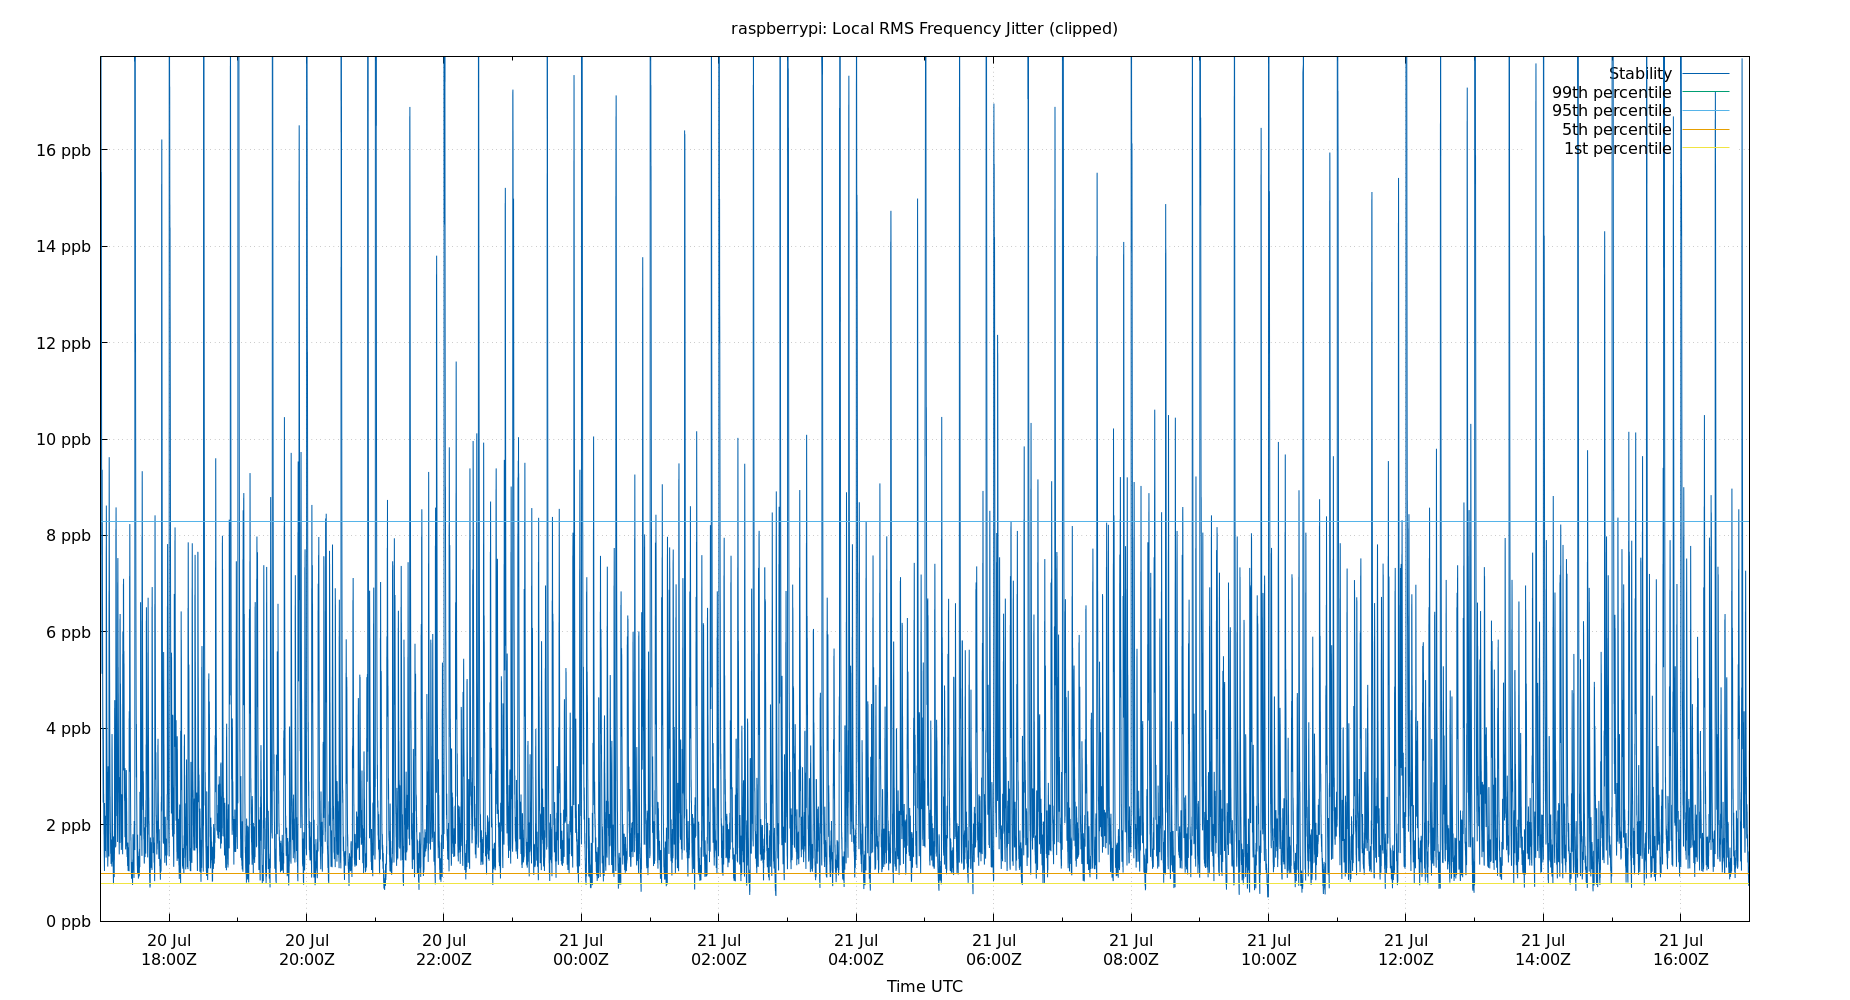 raspberrypi: Local RMS Frequency Jitter (clipped)
Stability
99th percentile
95th percentile
5th percentile
1st percentile
16 ppb
14 ppb
12 ppb
10 ppb
8 ppb
6 ppb
4 ppb
2 ppb
0 ppb
20 Jul 20 Jul 20 Jul 21 Jul 21 Jul 21 Jul 21 Jul 21 Jul 21 Jul 21 Jul 21 Jul 21 Jul
18:00Z 20:00Z 22:00Z 00:00Z 02:00Z 04:00Z 06:00Z 08:00Z 10:00Z 12:00Z 14:00Z 16:00Z
Time UTC